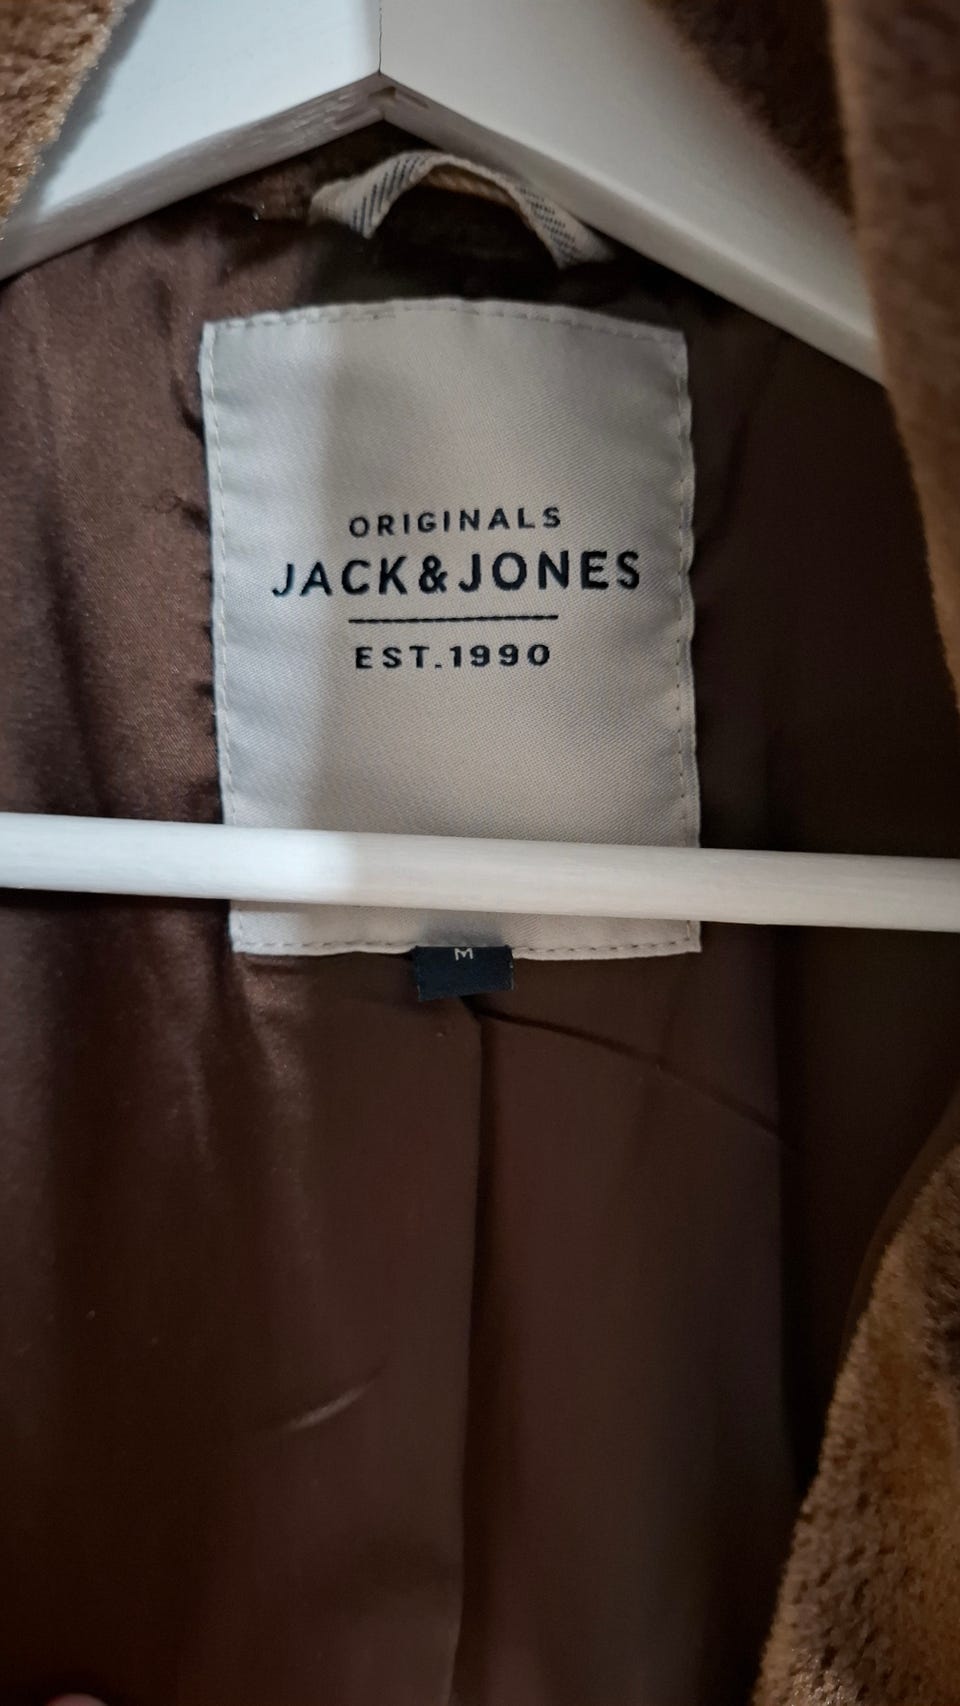 ORIGINALS
JACK&JONES
EST.1990
M